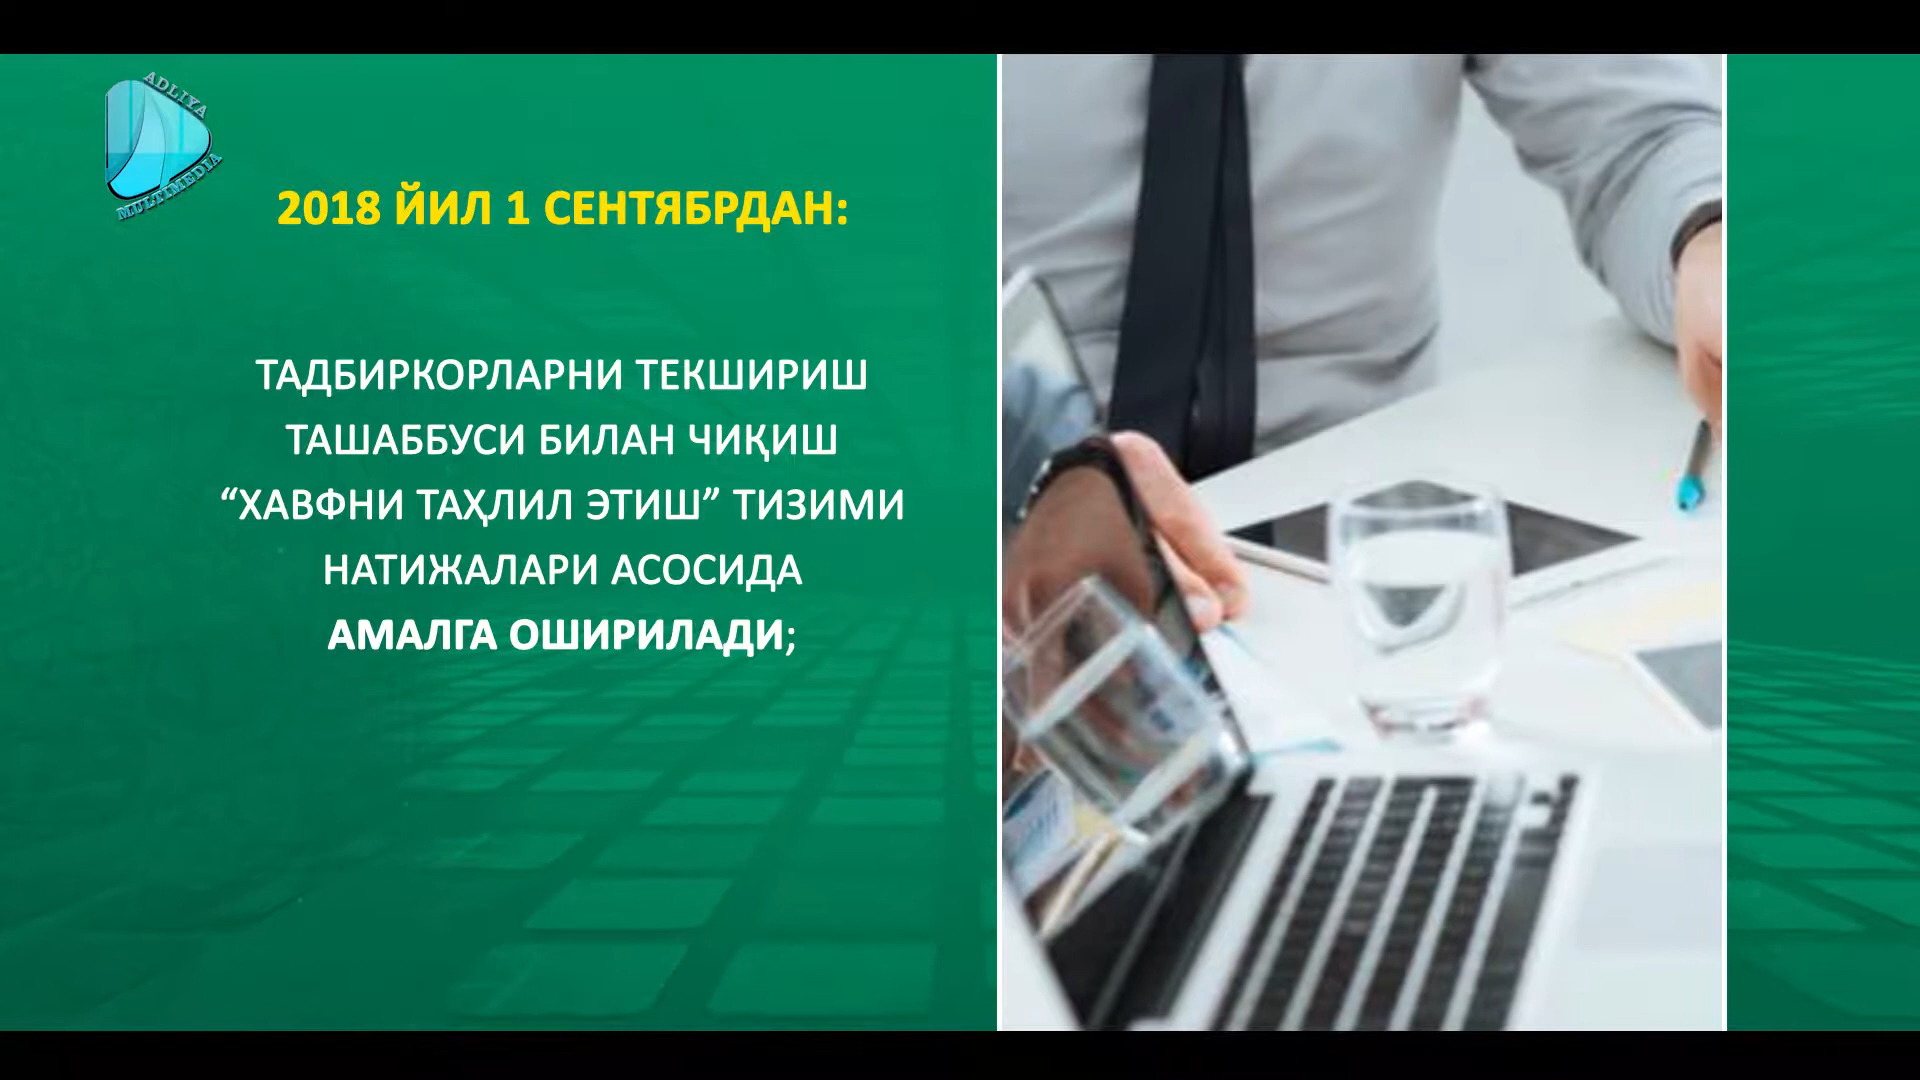 ADLIYA
MULTIMEDIA
2018 ЙИЛ 1 СЕНТЯБРДАН:
ТАДБИРКОРЛАРНИ ТЕКШИРИШ
ТАШАББУСИ БИЛАН ЧИҚИШ
“ХАВФНИ ТАҲЛИЛ ЭТИШ” ТИЗИМИ
НАТИЖАЛАРИ АСОСИДА
АМАЛГА ОШИРИЛАДИ;